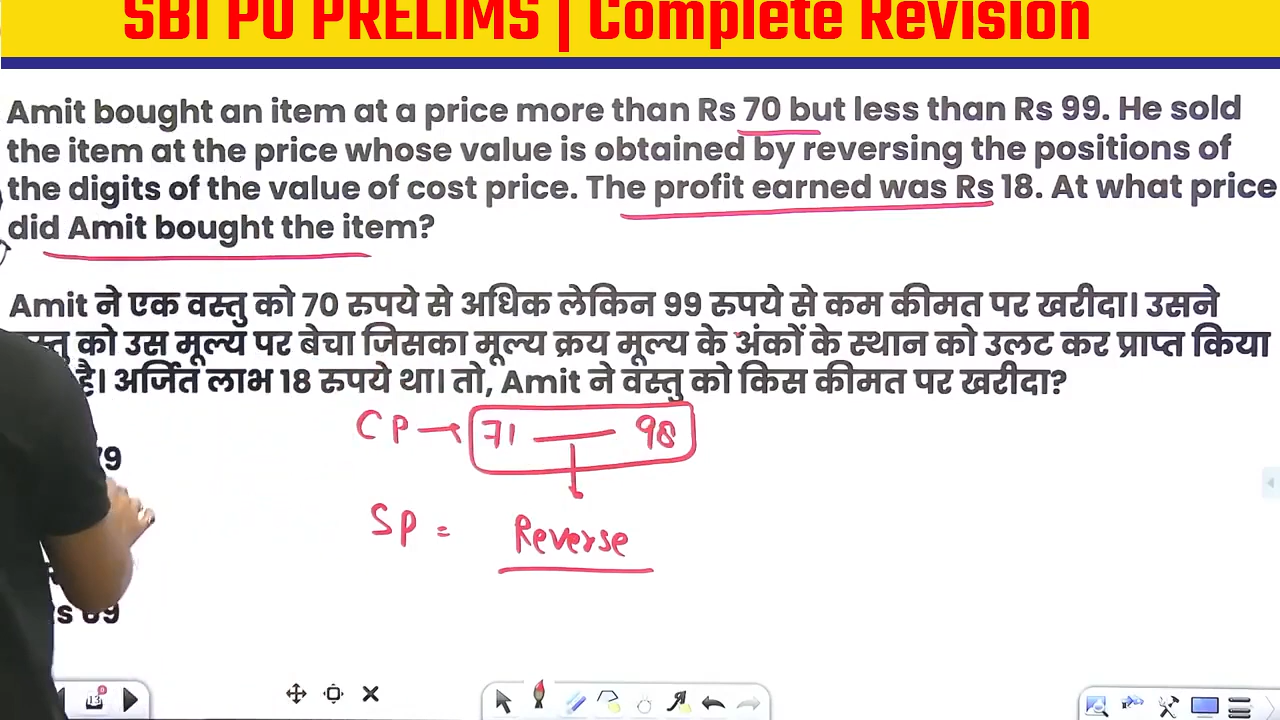 SBI PO PRELIMS | Complete Revision
Amit bought an item at a price more than Rs 70 but less than Rs 99. He sold
the item at the price whose value is obtained by reversing the positions of
the digits of the value of cost price. The profit earned was Rs 18. At what price
did Amit bought the item?
Amit ने एक वस्तु को 70 रुपये से अधिक लेकिन 99 रुपये से कम कीमत पर खरीदा। उसने
को उस मूल्य पर बेचा जिसका मूल्य क्रय मूल्य के अंकों के स्थान को उलट कर प्राप्त किया
है। अर्जित लाभ 18 रुपये था। तो, Amit ने वस्तु को किस कीमत पर खरीदा?
CP → 71 — 98
79
SP = Reverse